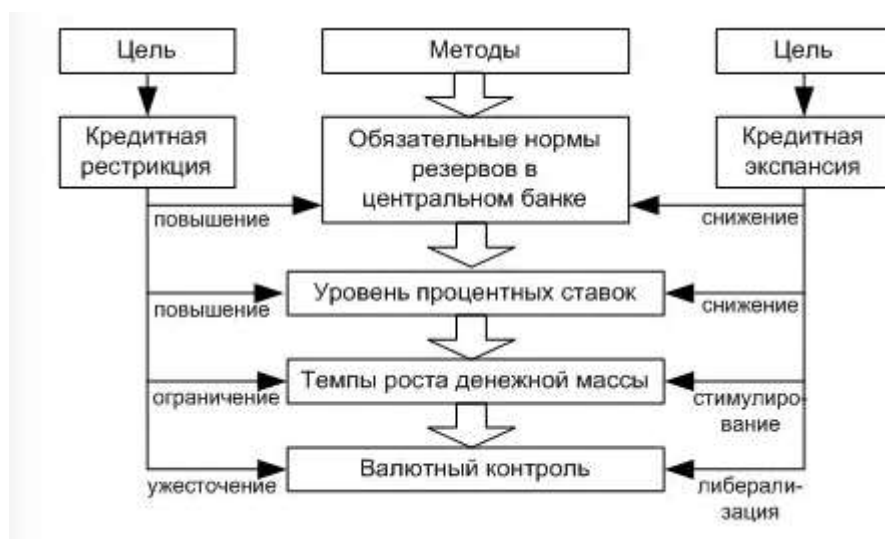 Цель
Методы
Цель
Кредитная
рестрикция
Обязательные нормы
резервов в
центральном банке
Кредитная
экспансия
повышение
снижение
Уровень процентных ставок
повышение
снижение
Темпы роста денежной массы
ограничение
стимулиро-
вание
Валютный контроль
ужесточение
либерали-
зация